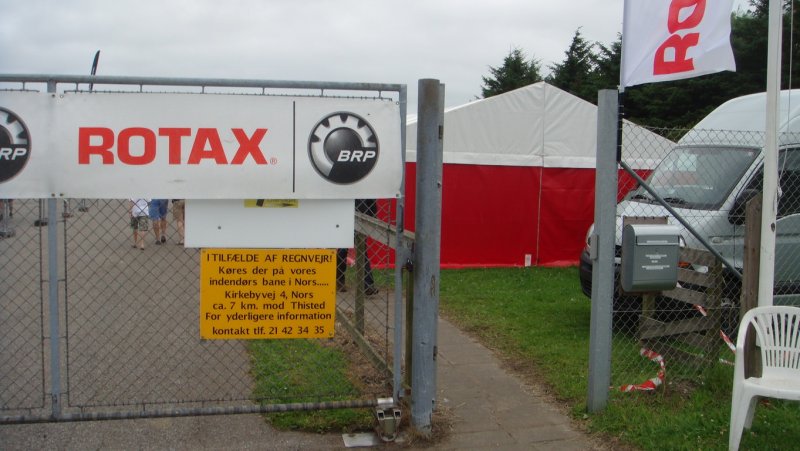 ROTAX®
BRP
BRP
ROTAX
I TILFÆLDE AF REGNVEJR!
Køres der på vores
indendørs bane i Nors.....
Kirkebyvej 4, Nors
ca. 7 km. mod Thisted
For yderligere information
kontakt tlf. 21 42 34 35